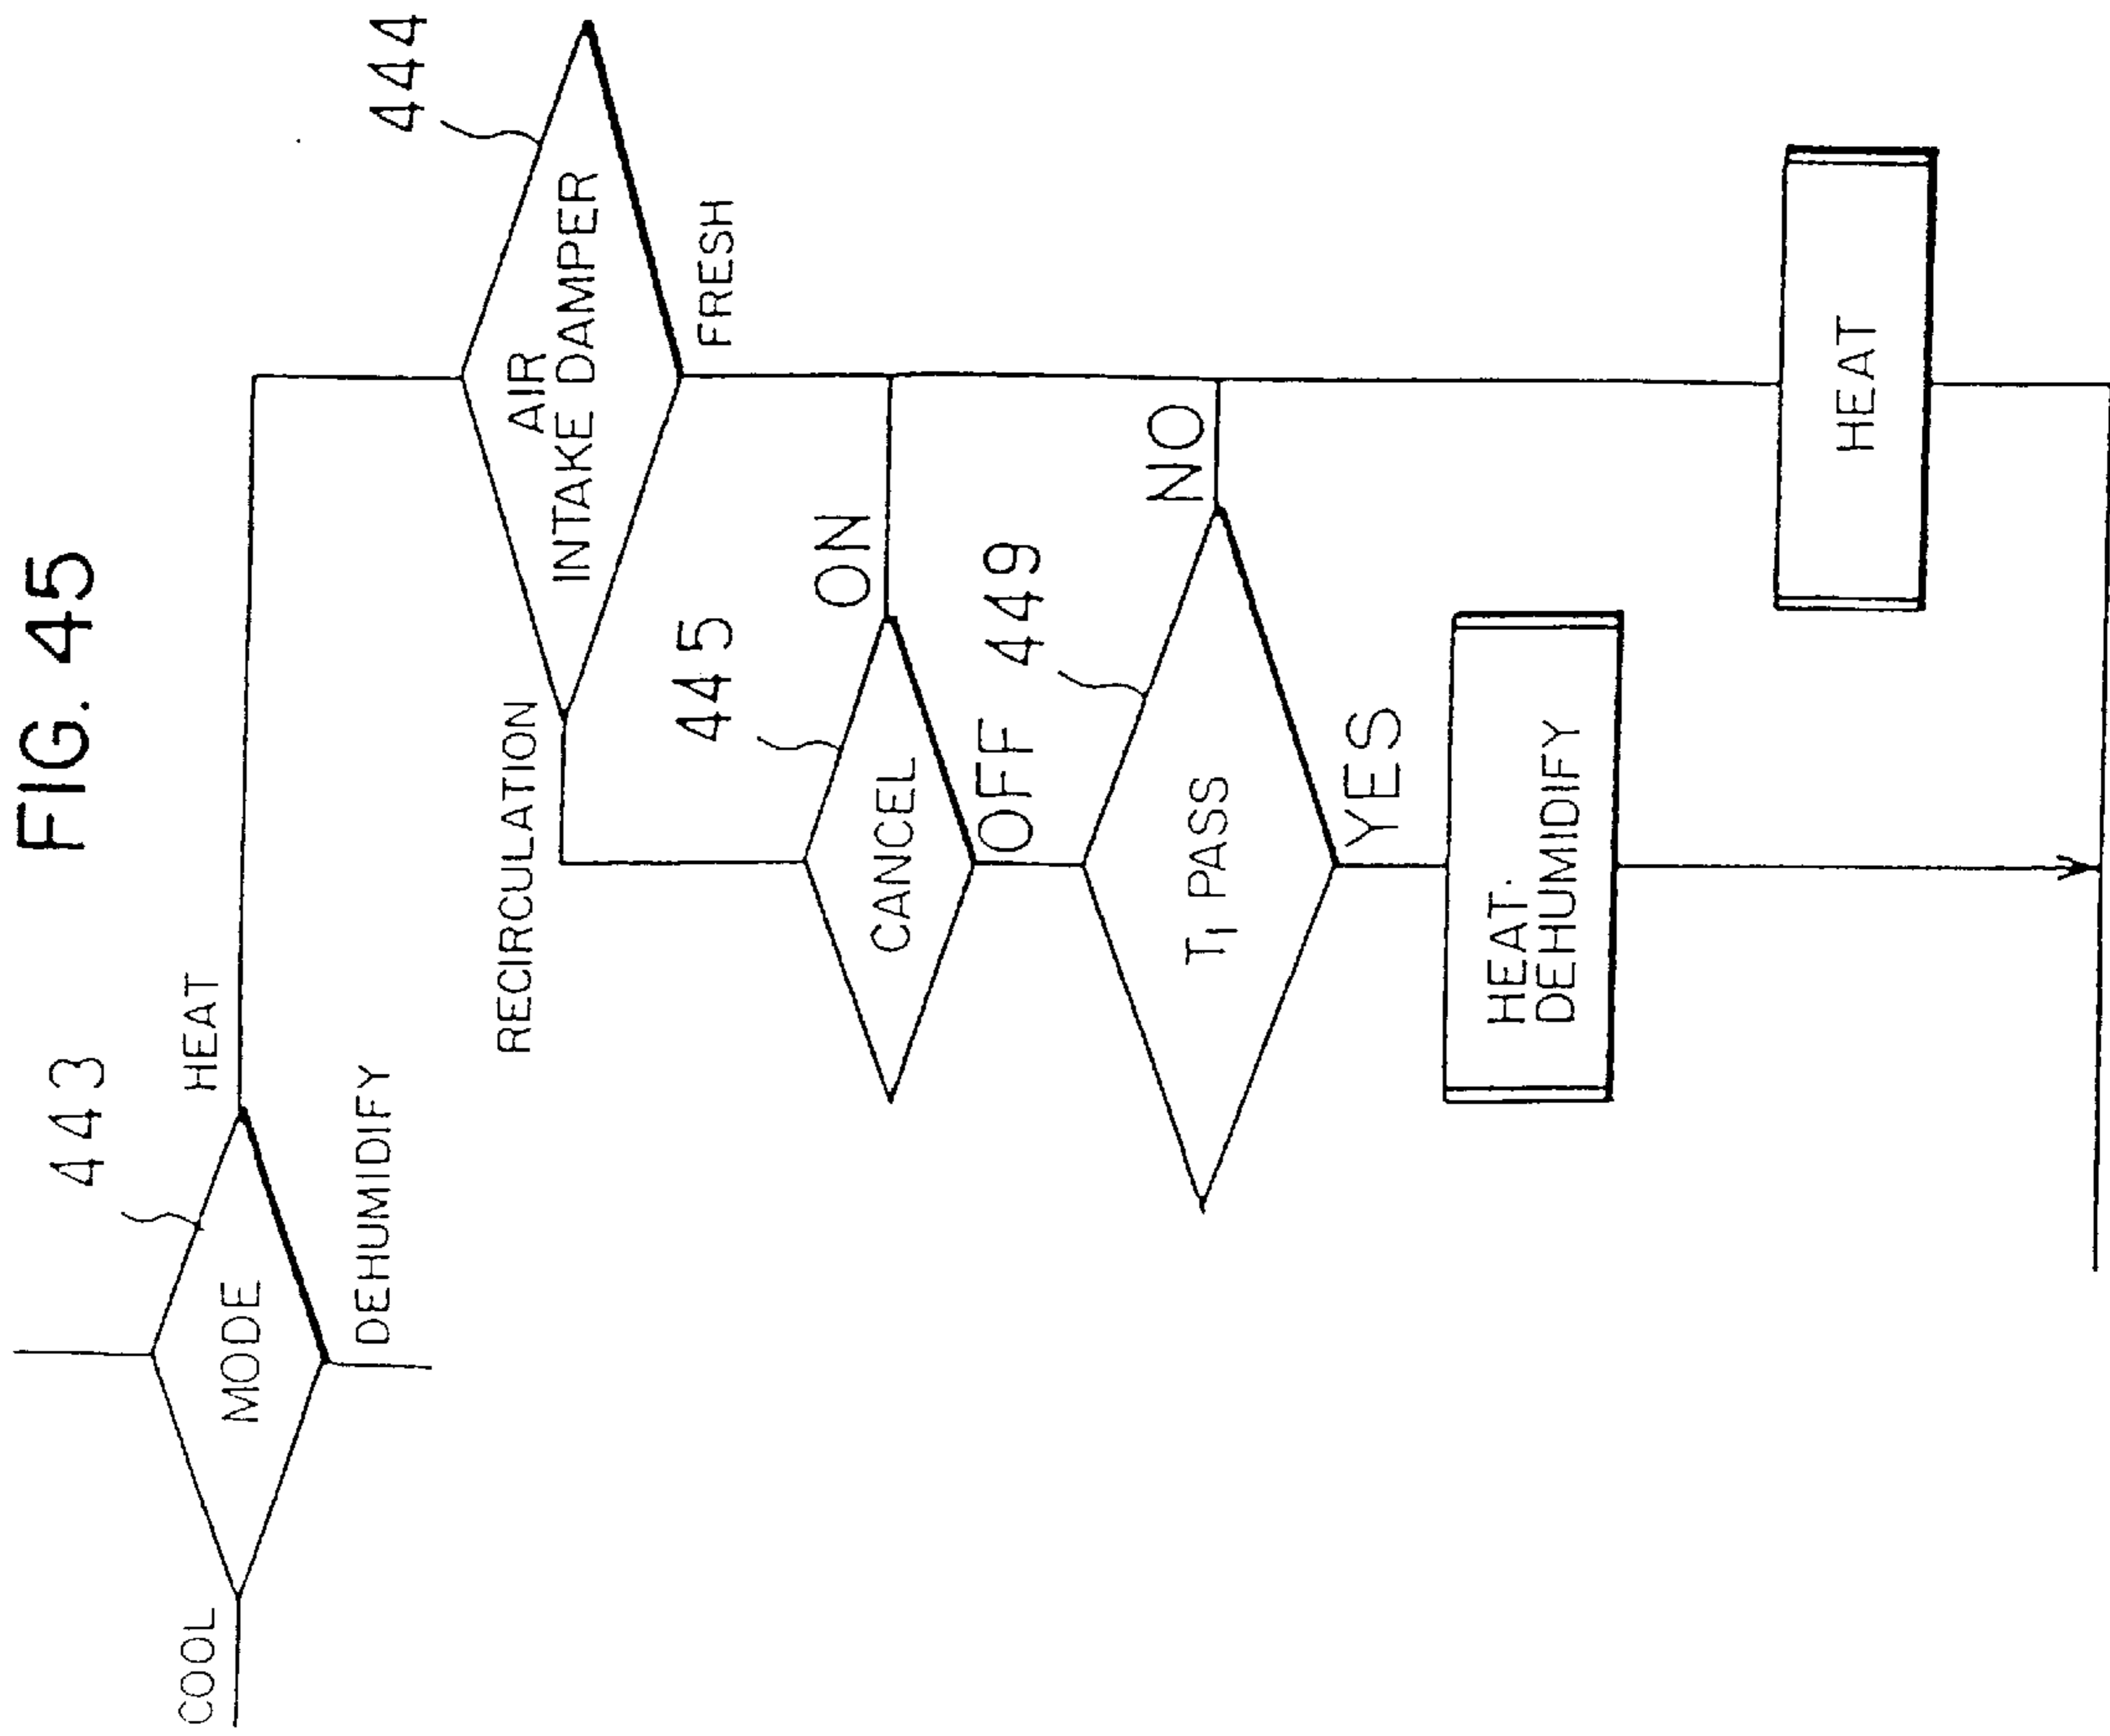 FIG. 45
443
COOL
MODE
HEAT
DEHUMIDIFY
444
AIR
INTAKE DAMPER
RECIRCULATION
FRESH
445
CANCEL
ON
OFF
449
T₁ PASS
NO
YES
HEAT·
DEHUMIDIFY
HEAT